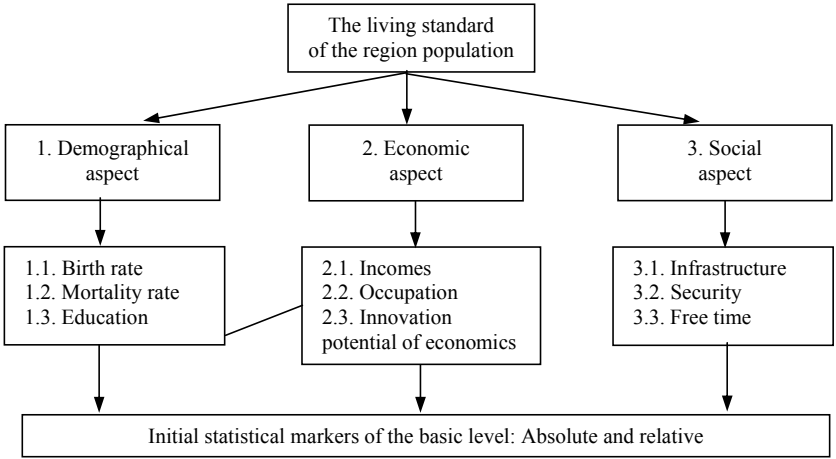 The living standard
of the region population
1. Demographical
aspect
2. Economic
aspect
3. Social
aspect
1.1. Birth rate
1.2. Mortality rate
1.3. Education
2.1. Incomes
2.2. Occupation
2.3. Innovation
potential of economics
3.1. Infrastructure
3.2. Security
3.3. Free time
Initial statistical markers of the basic level: Absolute and relative